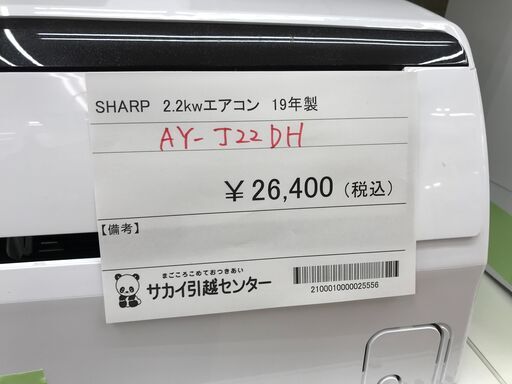 SHARP 2.2kwエアコン 19年製
AY-J22DH
￥26,400（税込）
【備考】
まごころこめておつきあい
サカイ引越センター
2100010000025556